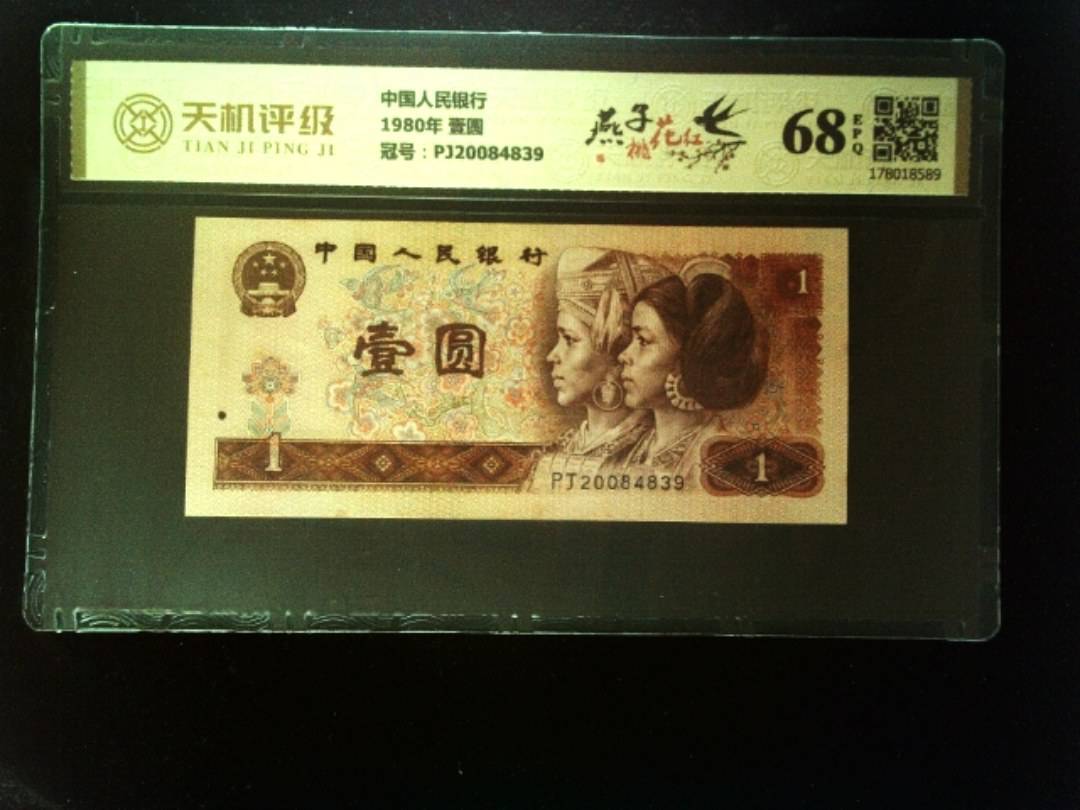 天机评级
TIAN JI PING JI
中国人民银行
1980年 壹圆
冠号：PJ20084839
燕子
桃花红
68
EPQ
178018589
中国人民银行
壹圆
1
1
1
PJ20084839